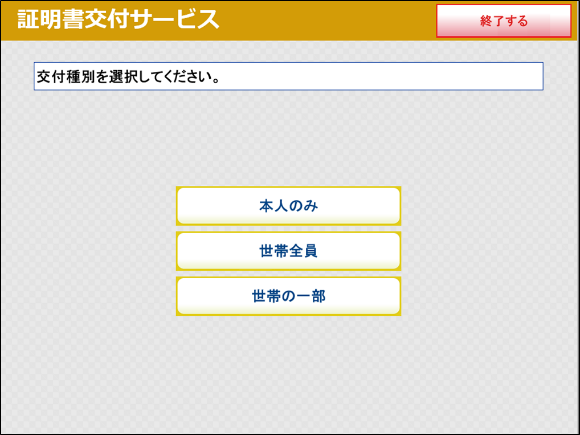 証明書交付サービス
終了する
交付種別を選択してください。
本人のみ
世帯全員
世帯の一部